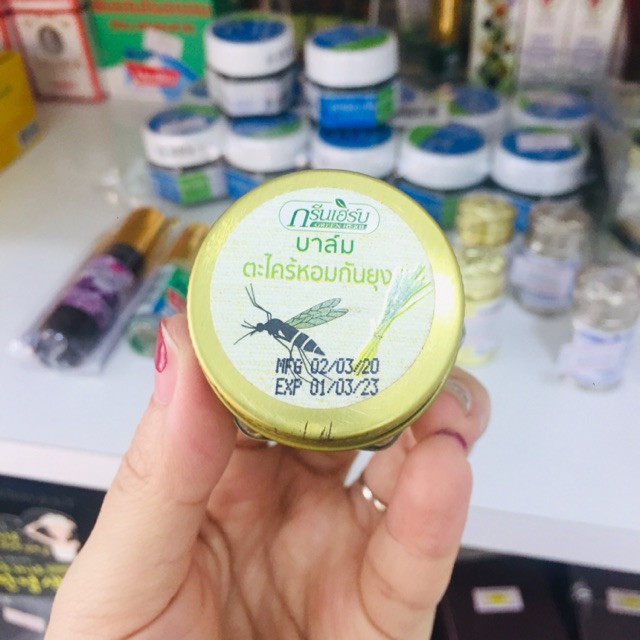 กรีนเฮิร์บ
GREEN HERB
บาล์ม
ตะไคร้หอมกันยุง
MFG 02/03/20
EXP 01/03/23